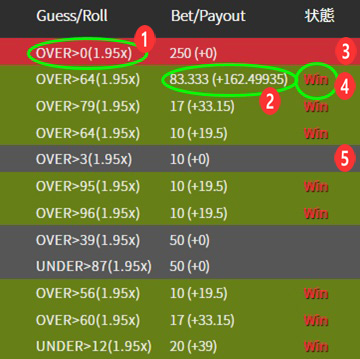 Guess/Roll Bet/Payout 状態
OVER>0(1.95x) 1 250 (+0) 3
OVER>64(1.95x) 83.333 (+162.49935) Win 4
OVER>79(1.95x) 17 (+33.15) 2 Win
OVER>64(1.95x) 10 (+19.5) Win
OVER>3(1.95x) 10 (+0) 5
OVER>95(1.95x) 10 (+19.5) Win
OVER>96(1.95x) 10 (+19.5) Win
OVER>39(1.95x) 50 (+0)
UNDER>87(1.95x) 50 (+0)
OVER>56(1.95x) 10 (+19.5) Win
OVER>60(1.95x) 17 (+33.15) Win
UNDER>12(1.95x) 20 (+39) Win